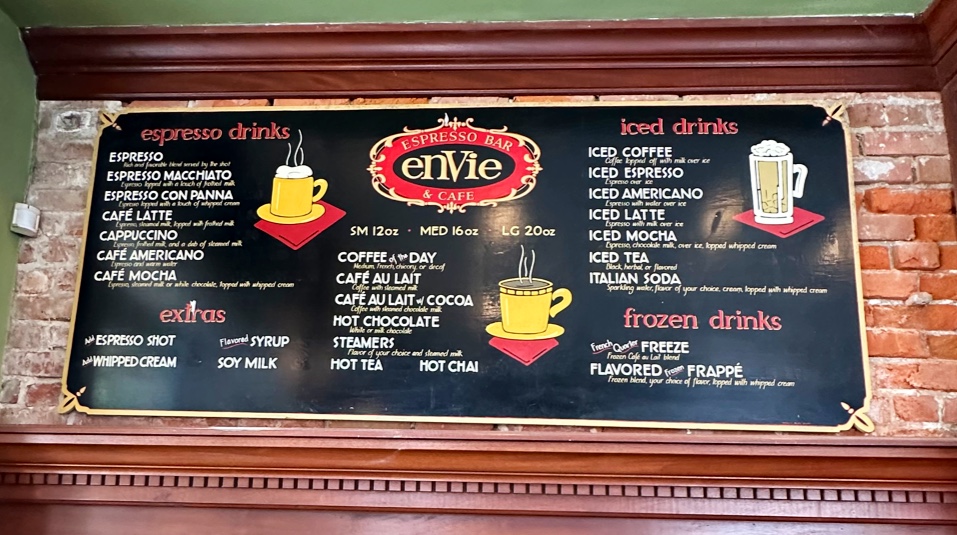 espresso drinks
ESPRESSO
Rich and flavorable blend served by the shot
ESPRESSO MACCHIATO
Espresso topped with a touch of frothed milk
ESPRESSO CON PANNA
Espresso topped with a touch of whipped cream
CAFÉ LATTE
Espresso, steamed milk, topped with frothed milk
CAPPUCCINO
Espresso, frothed milk, and a dab of steamed milk
CAFÉ AMERICANO
Espresso and warm water
CAFÉ MOCHA
Espresso, steamed milk or white chocolate, topped with whipped cream
extras
Add ESPRESSO SHOT
Flavored SYRUP
Add WHIPPED CREAM
SOY MILK
ESPRESSO BAR
enVie
& CAFE
SM 12oz · MED 16oz · LG 20oz
COFFEE of the DAY
Medium, french, chicory, or decaf
CAFÉ AU LAIT
Coffee with steamed milk
CAFÉ AU LAIT w/ COCOA
Coffee with steamed chocolate milk
HOT CHOCOLATE
White or milk chocolate
STEAMERS
Flavor of your choice and steamed milk
HOT TEA
HOT CHAI
iced drinks
ICED COFFEE
Coffee topped off with milk over ice
ICED ESPRESSO
Espresso over ice
ICED AMERICANO
Espresso with water over ice
ICED LATTE
Espresso with milk over ice
ICED MOCHA
Espresso, chocolate milk, over ice, topped whipped cream
ICED TEA
Black, herbal, or flavored
ITALIAN SODA
Sparkling water, flavor of your choice, cream, topped with whipped cream
frozen drinks
French Quarter FREEZE
Frozen Café au Lait blend
FLAVORED Frozen FRAPPÉ
Frozen blend, your choice of flavor, topped with whipped cream